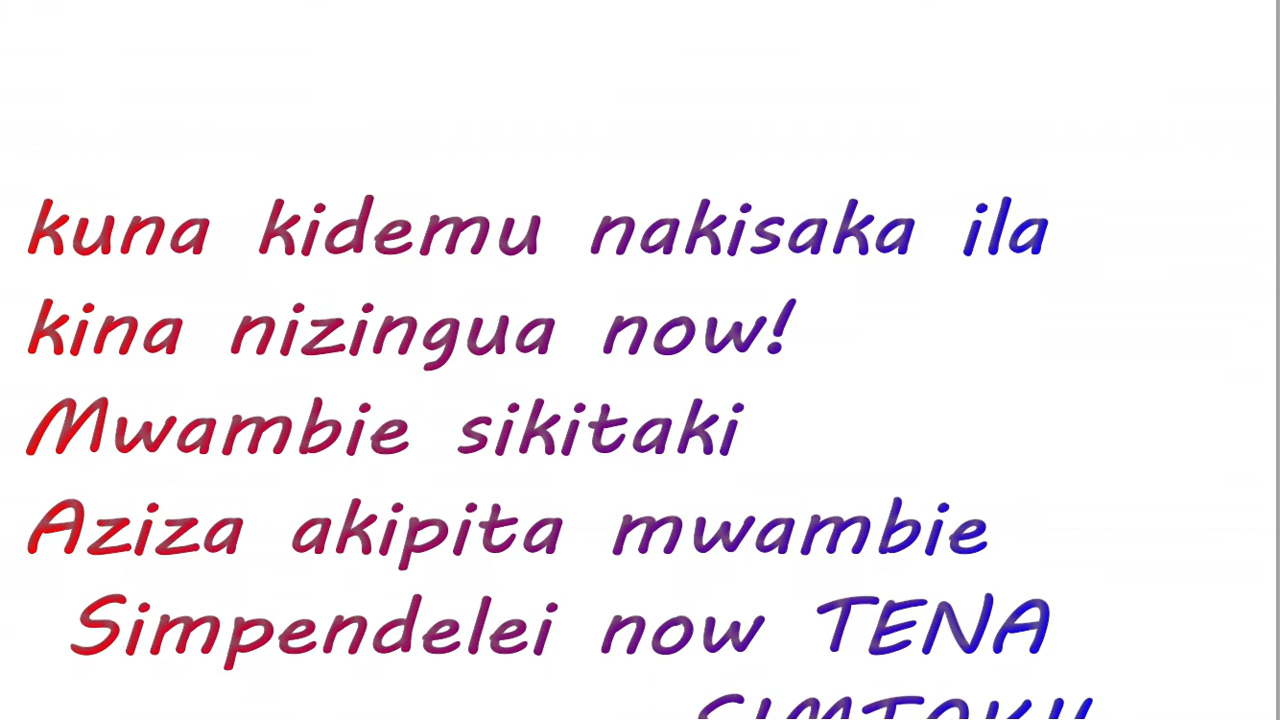 kuna kidemu nakisaka ila
kina nizingua now!
Mwambie sikitaki
Aziza akipita mwambie
Simpendelei now TENA